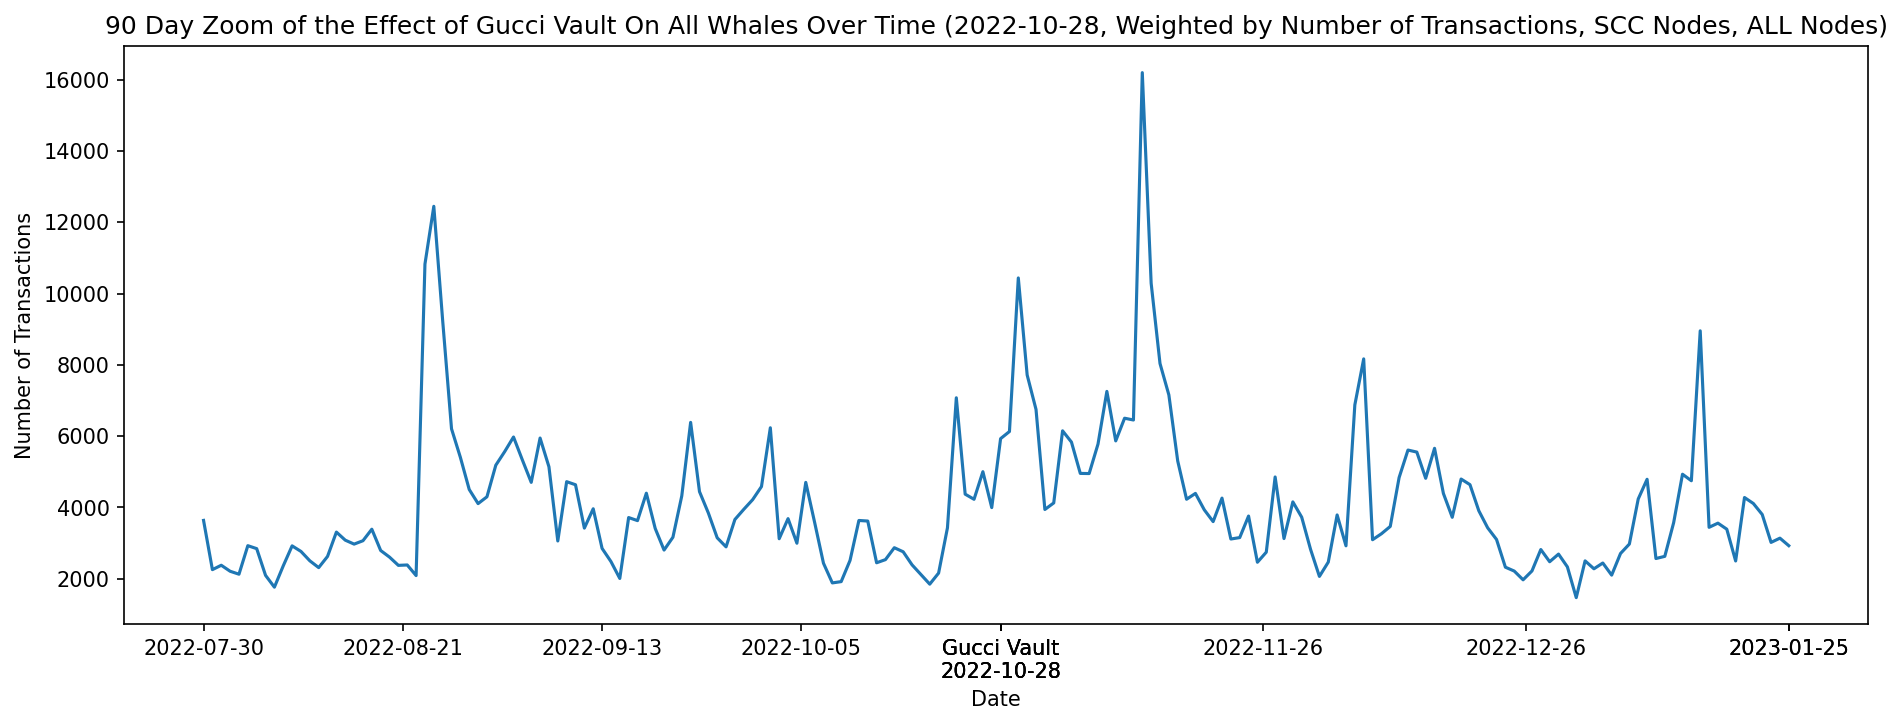 90 Day Zoom of the Effect of Gucci Vault On All Whales Over Time (2022-10-28, Weighted by Number of Transactions, SCC Nodes, ALL Nodes)
Number of Transactions
16000
14000
12000
10000
8000
6000
4000
2000
2022-07-30 2022-08-21 2022-09-13 2022-10-05 Gucci Vault 2022-11-26 2022-12-26 2023-01-25
2022-10-28
Date